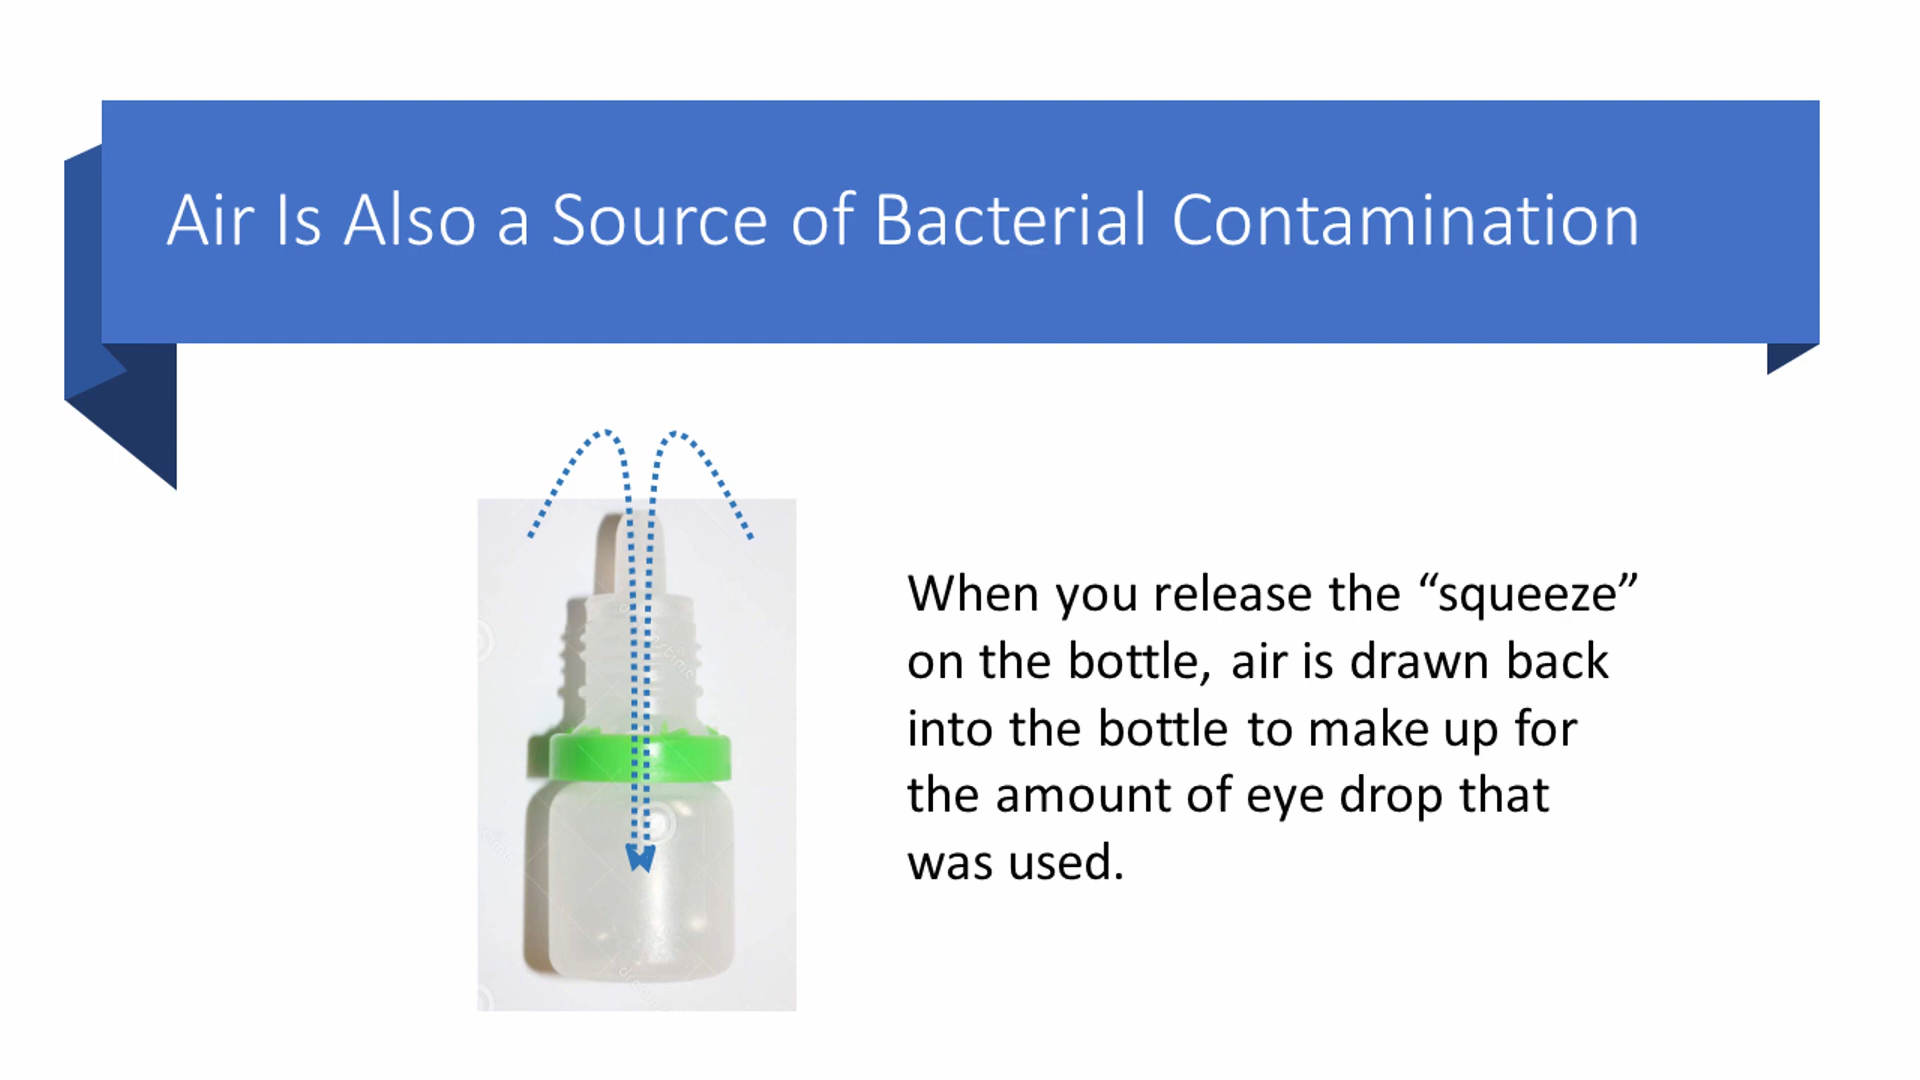 Air Is Also a Source of Bacterial Contamination
When you release the “squeeze”
on the bottle, air is drawn back
into the bottle to make up for
the amount of eye drop that
was used.